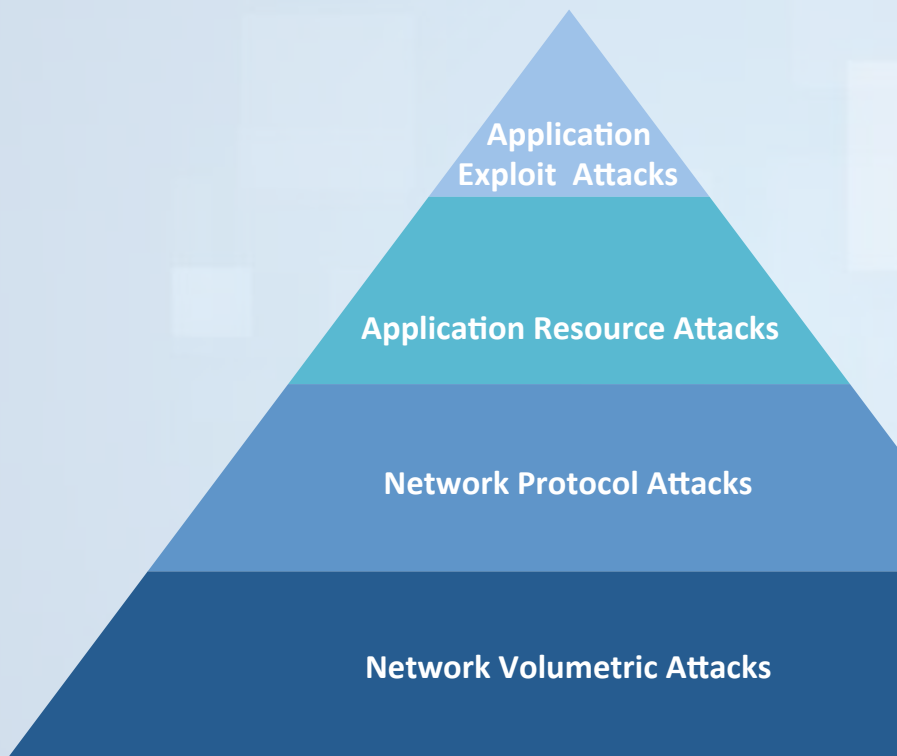 Application
Exploit Attacks
Application Resource Attacks
Network Protocol Attacks
Network Volumetric Attacks